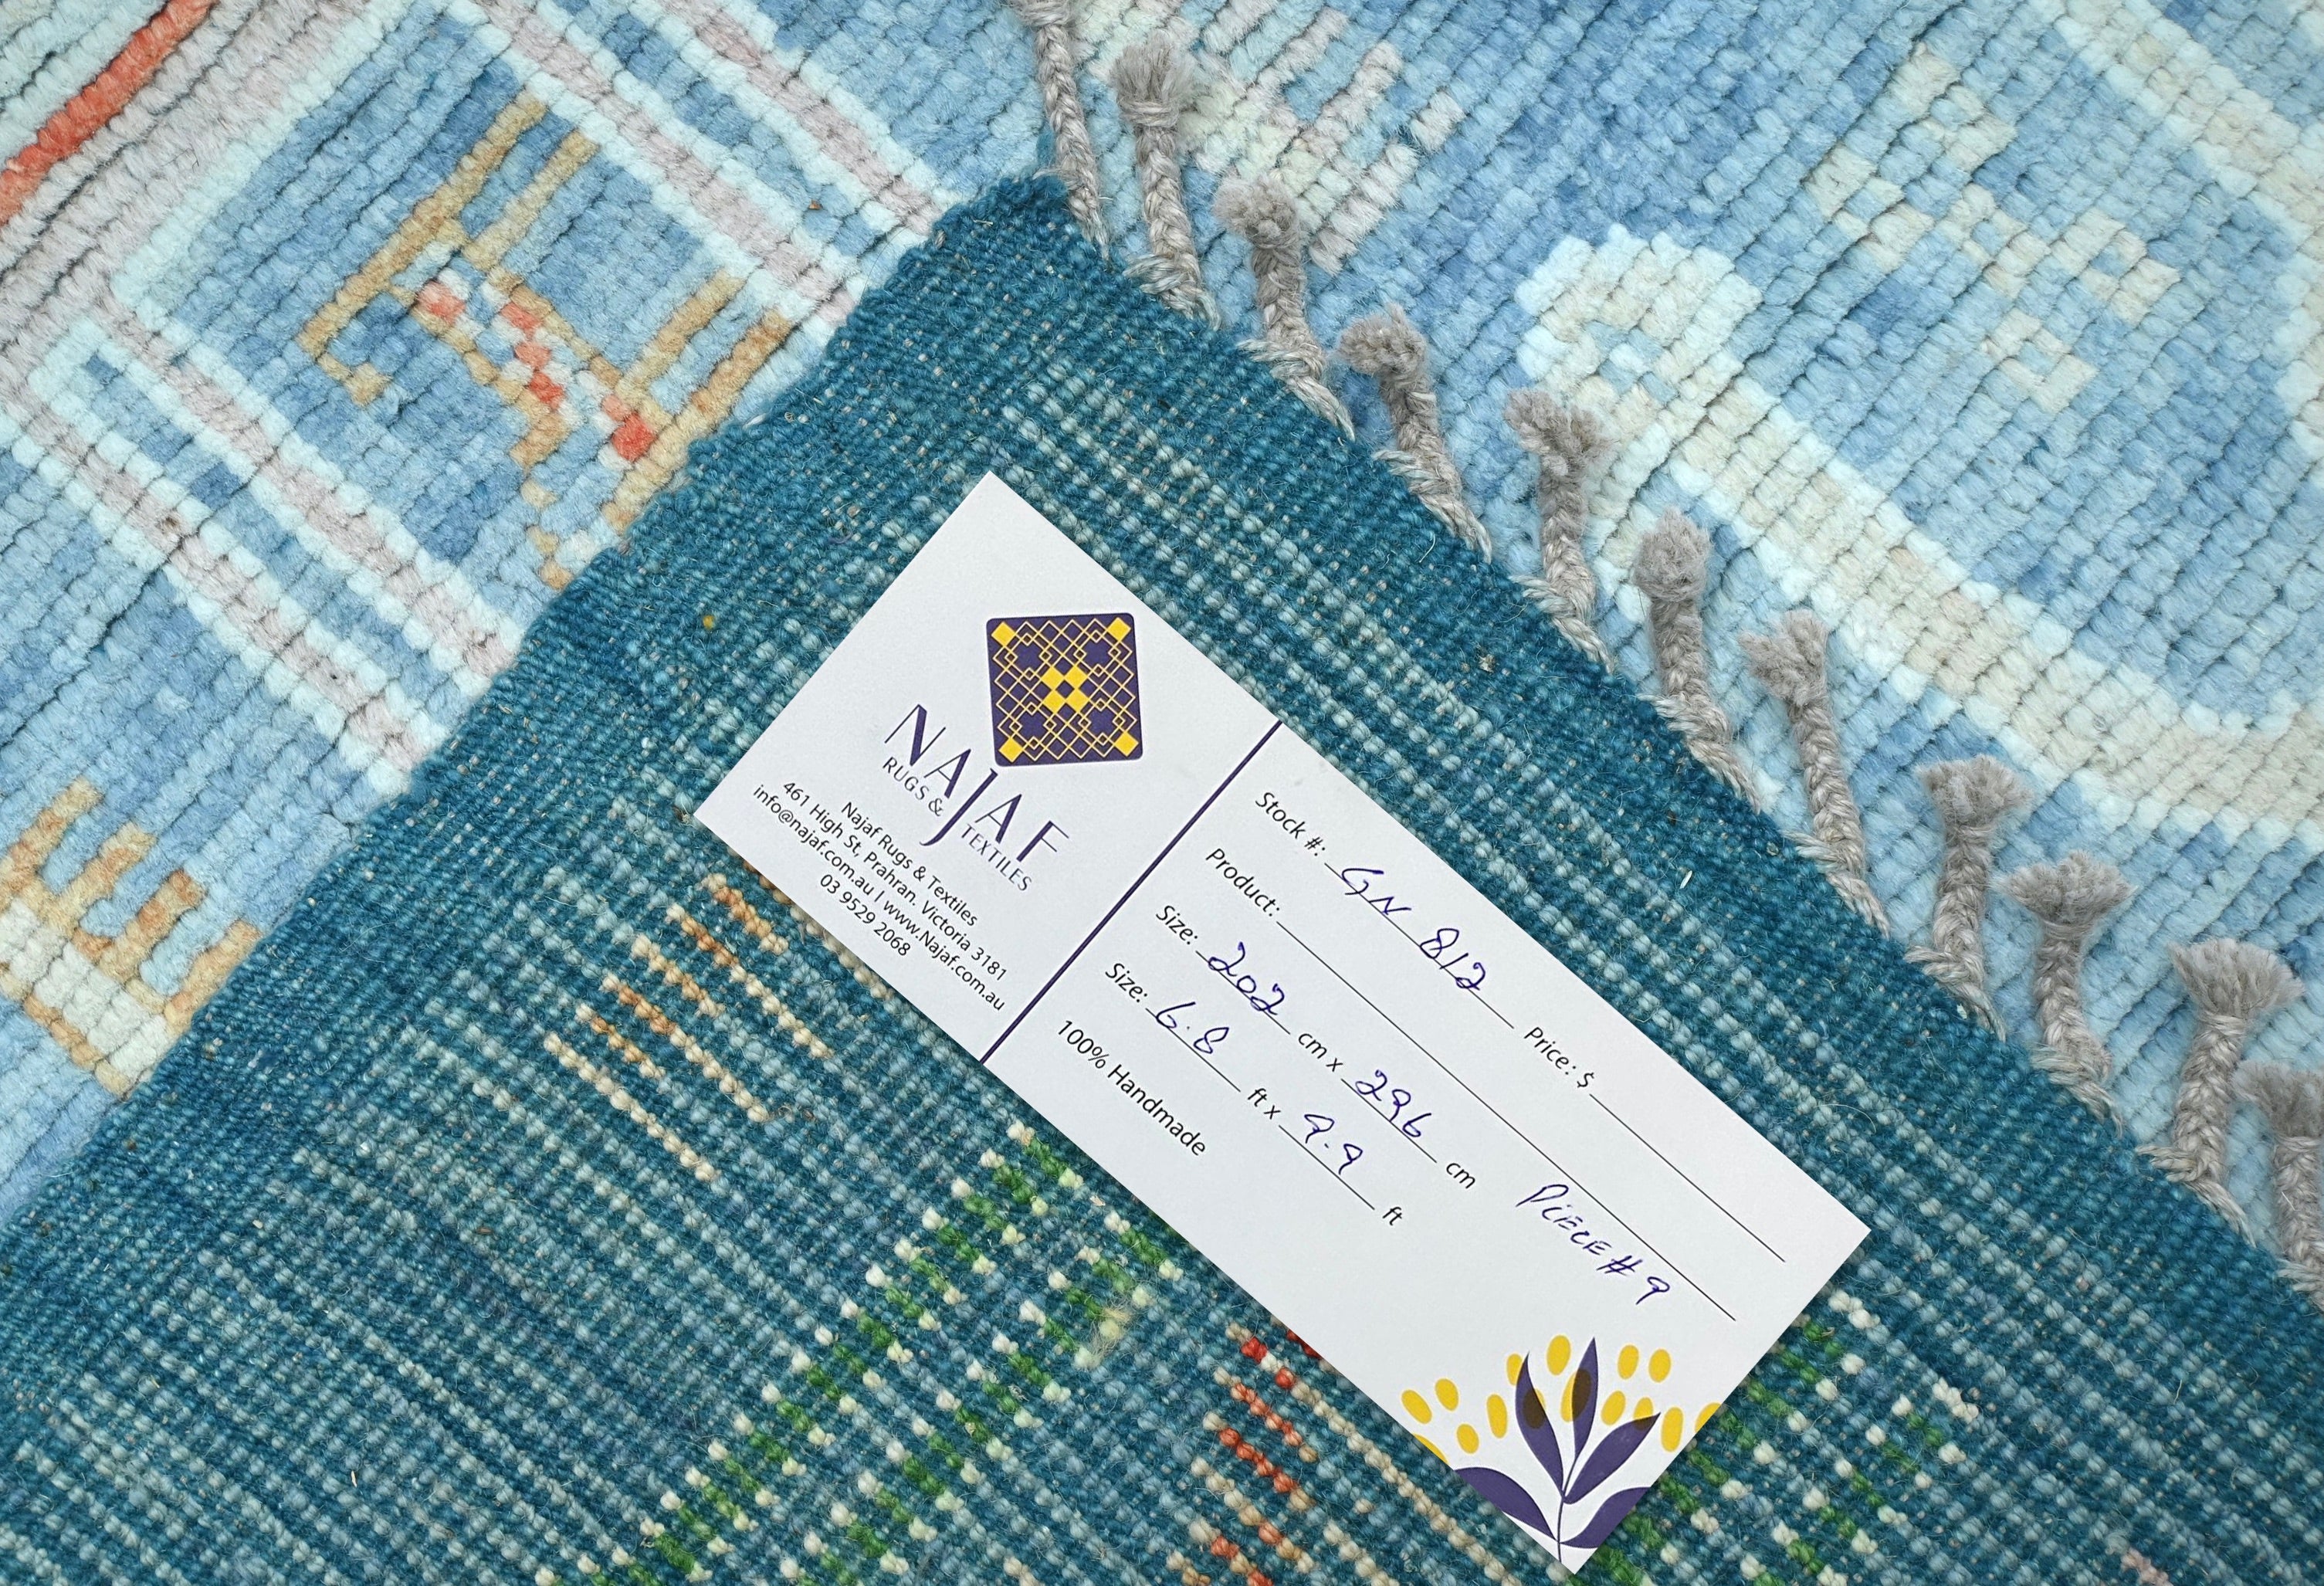 NAJAF
RUGS & TEXTILES
Najaf Rugs & Textiles
461 High St, Prahran. Victoria 3181
info@najaf.com.au | www.Najaf.com.au
03 9529 2068
Stock #: GN 812 Price: $
Product:
Size: 202 cm x 296 cm
Size: 6.8 ft x 9.9 ft
PIECE # 9
100% Handmade